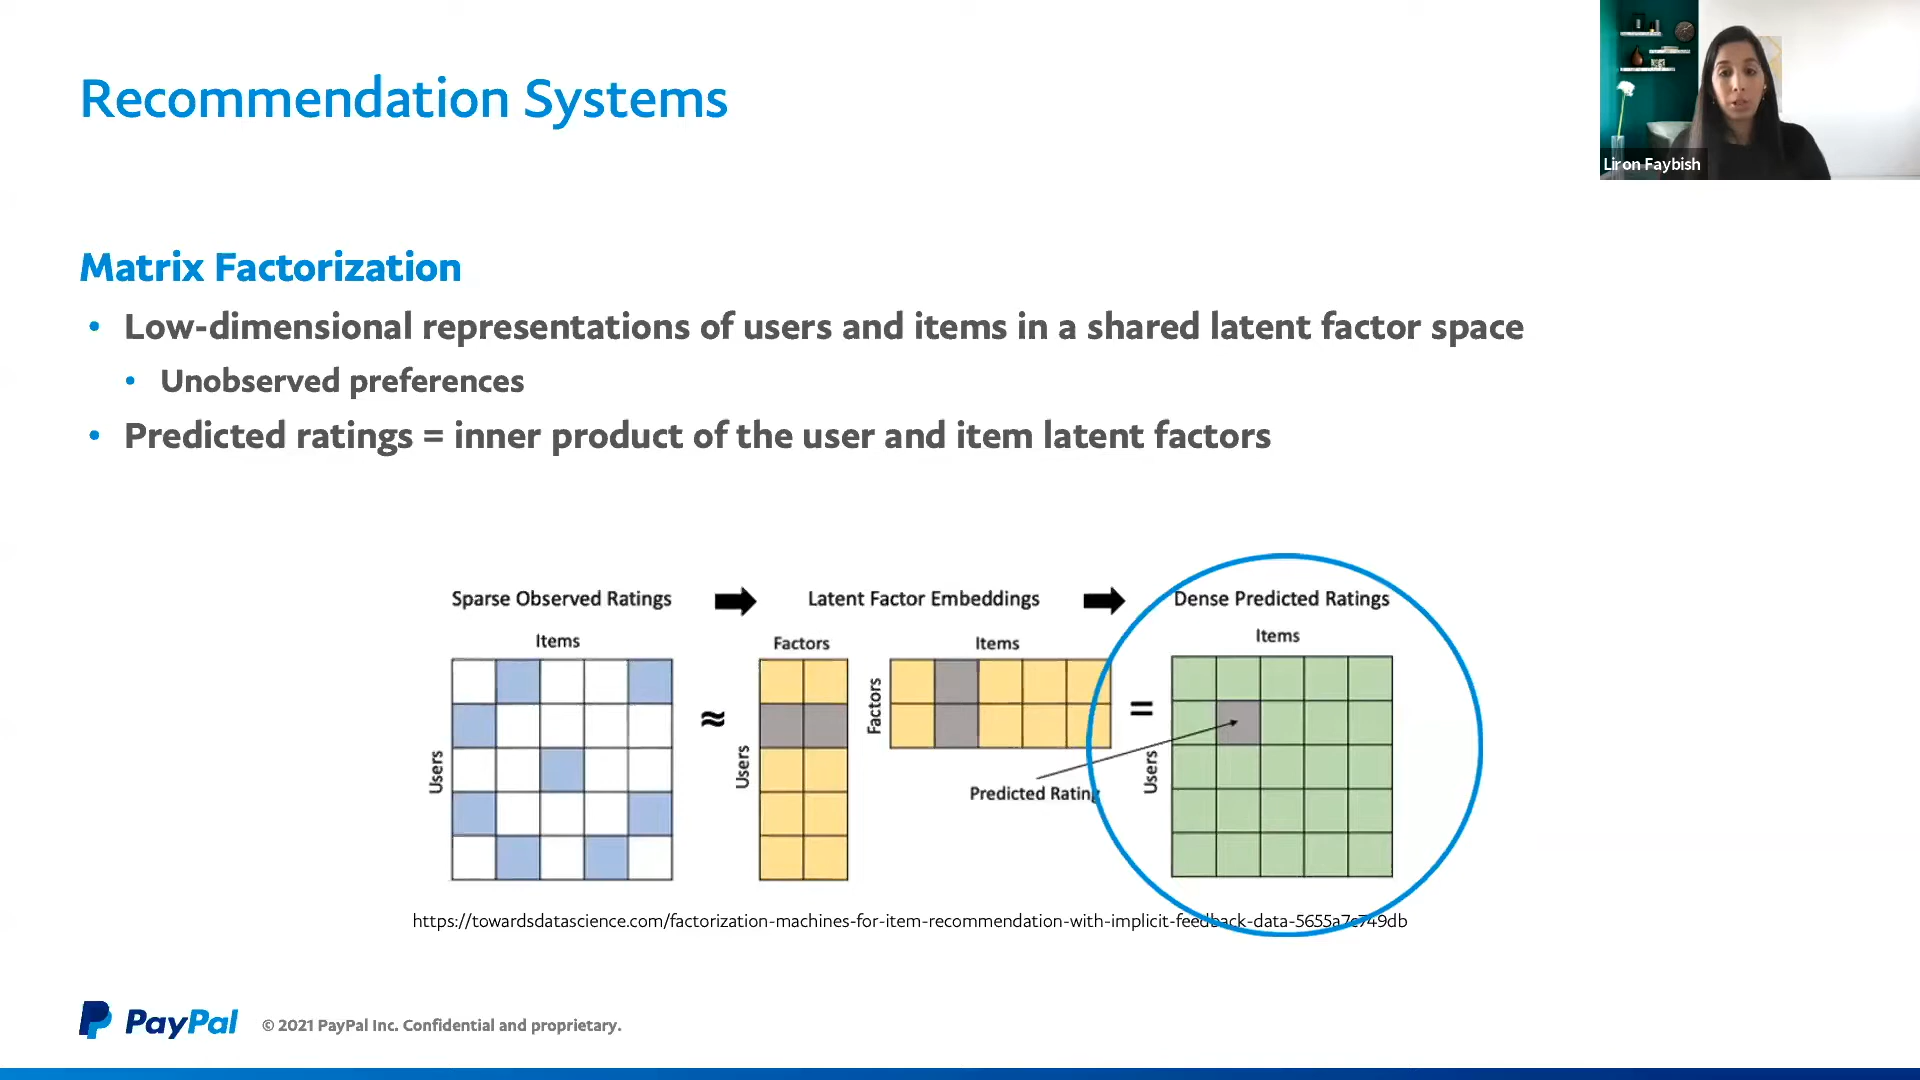 Recommendation Systems
Liron Faybish
Matrix Factorization
• Low-dimensional representations of users and items in a shared latent factor space
• Unobserved preferences
• Predicted ratings = inner product of the user and item latent factors
Sparse Observed Ratings
Latent Factor Embeddings
Dense Predicted Ratings
Items
Factors
Items
Items
Users
≈
Users
Factors
=
Users
Predicted Rating
https://towardsdatascience.com/factorization-machines-for-item-recommendation-with-implicit-feedback-data-5655a7c749db
PayPal
© 2021 PayPal Inc. Confidential and proprietary.